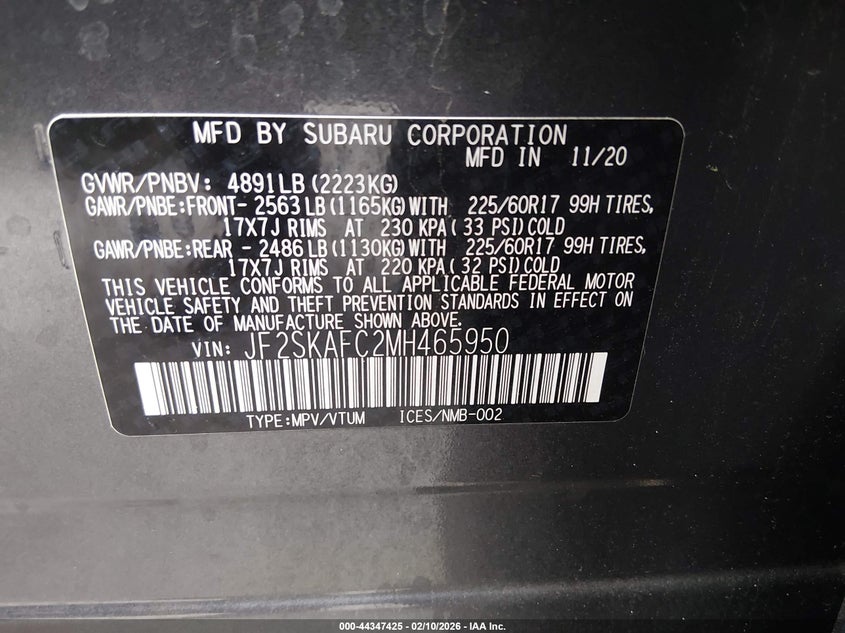 MFD BY SUBARU CORPORATION
MFD IN 11/20
GVWR/PNBV: 4891LB (2223KG)
GAWR/PNBE:FRONT- 2563 LB (1165KG) WITH 225/60R17 99H TIRES,
17X7J RIMS AT 230 KPA ( 33 PSI) COLD
GAWR/PNBE:REAR - 2486 LB (1130KG) WITH 225/60R17 99H TIRES,
17X7J RIMS AT 220 KPA ( 32 PSI) COLD
THIS VEHICLE CONFORMS TO ALL APPLICABLE FEDERAL MOTOR
VEHICLE SAFETY AND THEFT PREVENTION STANDARDS IN EFFECT ON
THE DATE OF MANUFACTURE SHOWN ABOVE.
VIN: JF2SKAFC2MH465950
TYPE:MPV/VTUM ICES/NMB-002
000-44347425 - 02/10/2026 - IAA Inc.